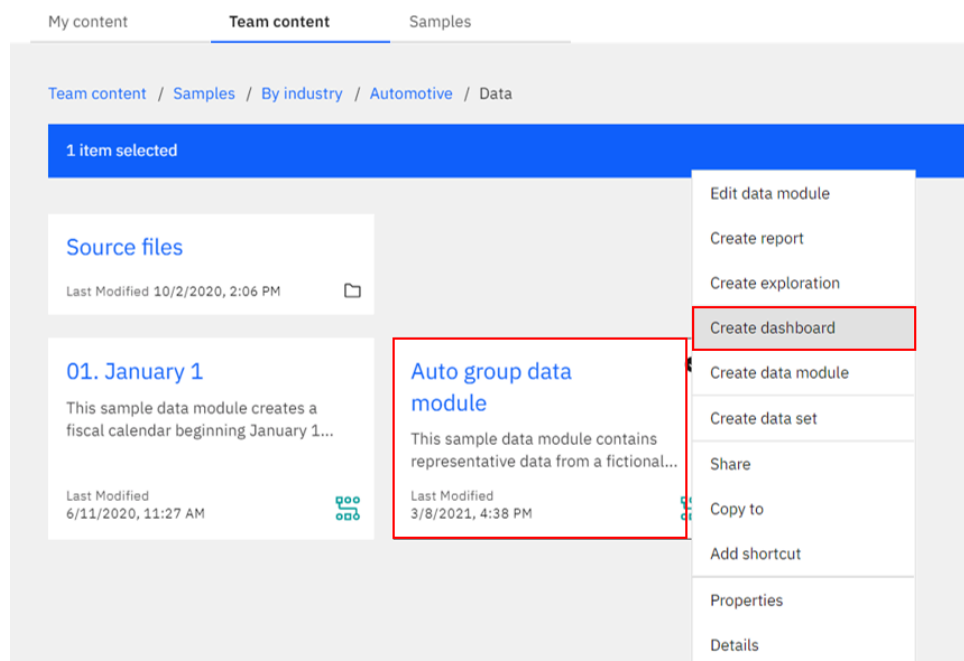 My content Team content Samples
Team content / Samples / By industry / Automotive / Data
1 item selected
Source files
Last Modified 10/2/2020, 2:06 PM
01. January 1
This sample data module creates a
fiscal calendar beginning January 1...
Last Modified
6/11/2020, 11:27 AM
Auto group data
module
This sample data module contains
representative data from a fictional...
Last Modified
3/8/2021, 4:38 PM
Edit data module
Create report
Create exploration
Create dashboard
Create data module
Create data set
Share
Copy to
Add shortcut
Properties
Details